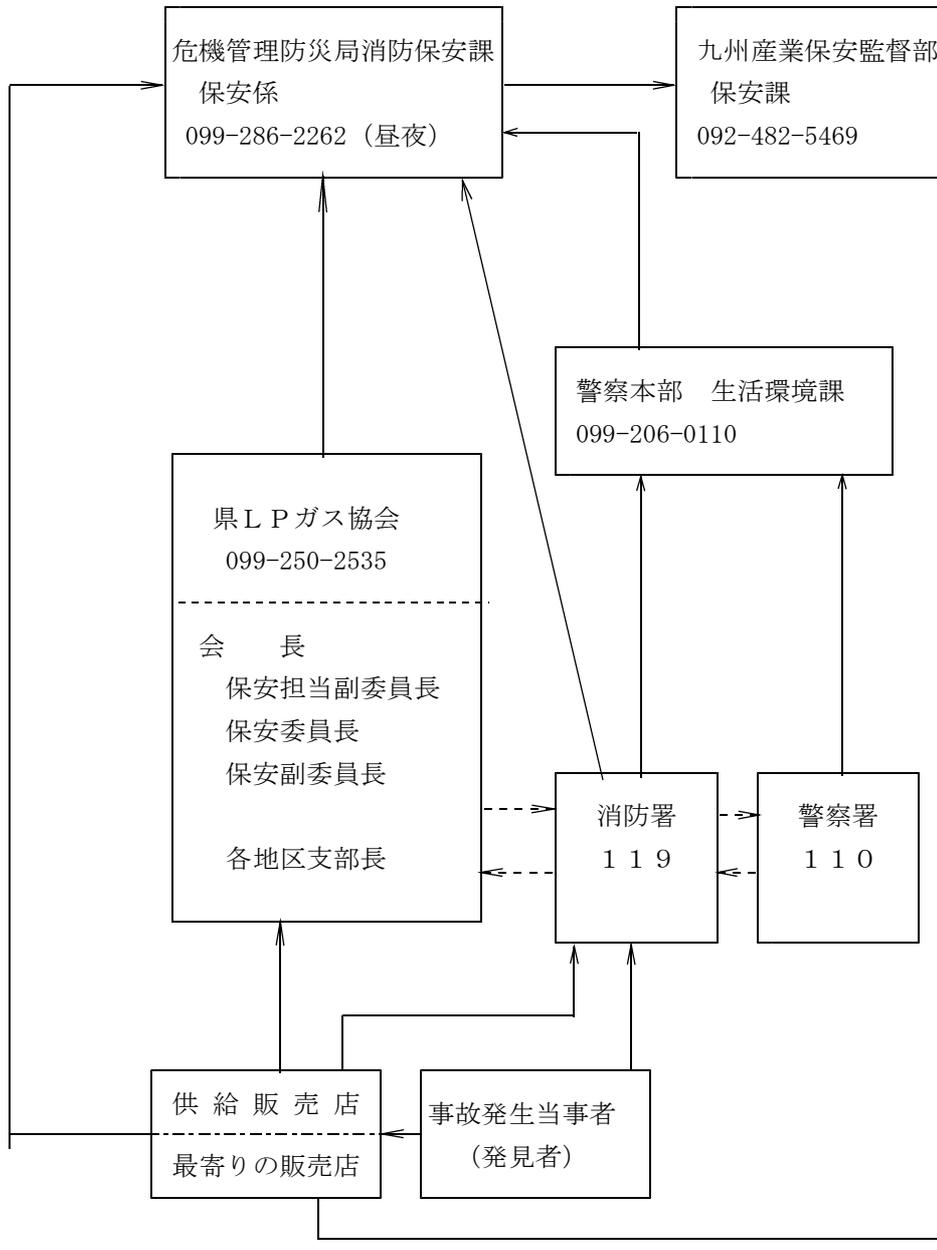 危機管理防災局消防保安課
保安係
099-286-2262（昼夜）
九州産業保安監督部
保安課
092-482-5469
警察本部　生活環境課
099-206-0110
県ＬＰガス協会
099-250-2535
会　　長
保安担当副委員長
保安委員長
保安副委員長
各地区支部長
消防署
１１９
警察署
１１０
供 給 販 売 店
最寄りの販売店
事故発生当事者
（発見者）